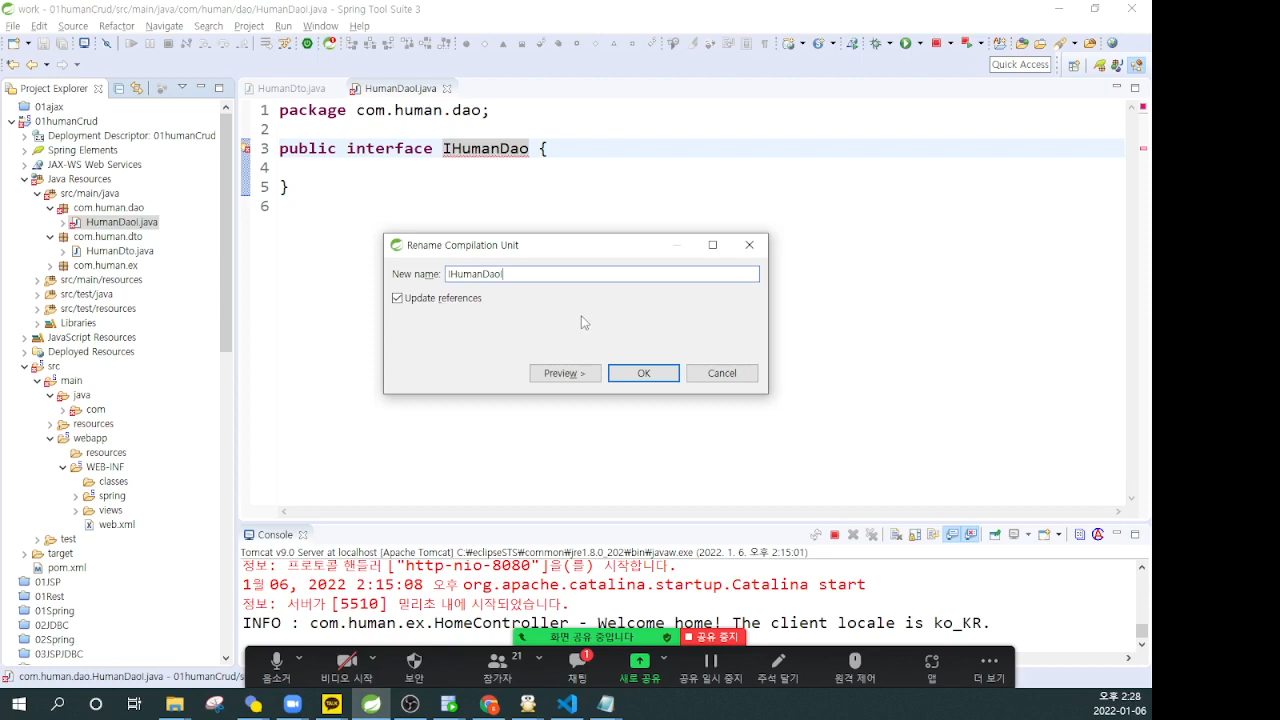 work - 01humanCrud/src/main/java/com/human/dao/HumanDaoI.java - Spring Tool Suite 3
File Edit Source Refactor Navigate Search Project Run Window Help
Quick Access
Project Explorer
HumanDto.java
HumanDaoI.java
01ajax
01humanCrud
Deployment Descriptor: 01humanCrud
Spring Elements
JAX-WS Web Services
Java Resources
src/main/java
com.human.dao
HumanDaoI.java
com.human.dto
HumanDto.java
com.human.ex
src/main/resources
src/test/java
src/test/resources
Libraries
JavaScript Resources
Deployed Resources
src
main
java
com
resources
webapp
resources
WEB-INF
classes
spring
views
web.xml
test
target
pom.xml
01JSP
01Rest
01Spring
02JDBC
02Spring
03JSPJDBC
1 package com.human.dao;
2
3 public interface IHumanDao {
4
5 }
6
Rename Compilation Unit
New name: IHumanDaoI
Update references
Preview >
OK
Cancel
Console
Tomcat v9.0 Server at localhost [Apache Tomcat] C:\eclipseSTS\common\jre1.8.0_202\bin\javaw.exe (2022. 1. 6. 오후 2:15:01)
정보: 프로토콜 핸들러 ["http-nio-8080"]을(를) 시작합니다.
1월 06, 2022 2:15:08 오후 org.apache.catalina.startup.Catalina start
정보: 서버가 [5510] 밀리초 내에 시작되었습니다.
INFO : com.human.ex.HomeController - Welcome home! The client locale is ko_KR.
화면 공유 중입니다
공유 중지
음소거
비디오 시작
보안
21
참가자
1
채팅
새로 공유
공유 일시 중지
주석 달기
원격 제어
앱
더 보기
com.human.dao.HumanDaoI.java - 01humanCrud/s
TALK
오후 2:28
2022-01-06